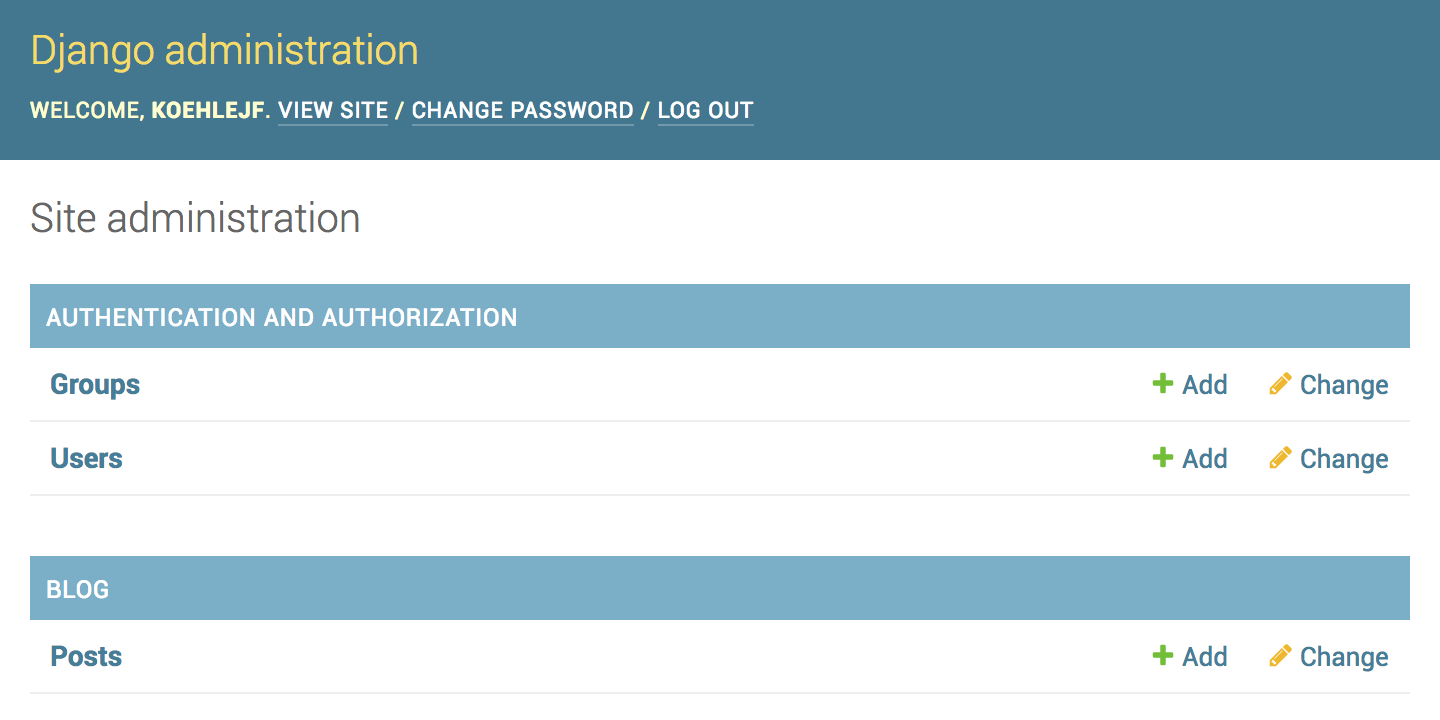 Django administration
WELCOME, KOEHLEJF. VIEW SITE / CHANGE PASSWORD / LOG OUT
Site administration
AUTHENTICATION AND AUTHORIZATION
Groups Add Change
Users Add Change
BLOG
Posts Add Change